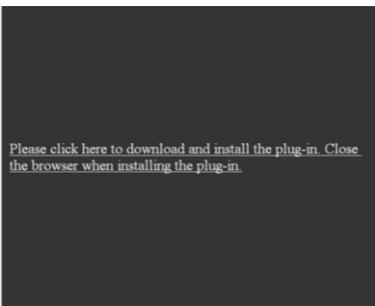 Please click here to download and install the plug-in. Close
the browser when installing the plug-in.